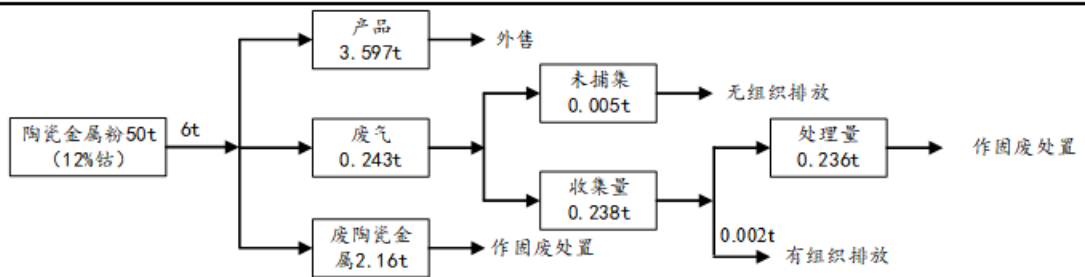 产品
3.597t
外售
未捕集
0.005t
无组织排放
陶瓷金属粉50t
（12%钴）
6t
废气
0.243t
处理量
0.236t
作固废处置
收集量
0.238t
0.002t
有组织排放
废陶瓷金
属2.16t
作固废处置